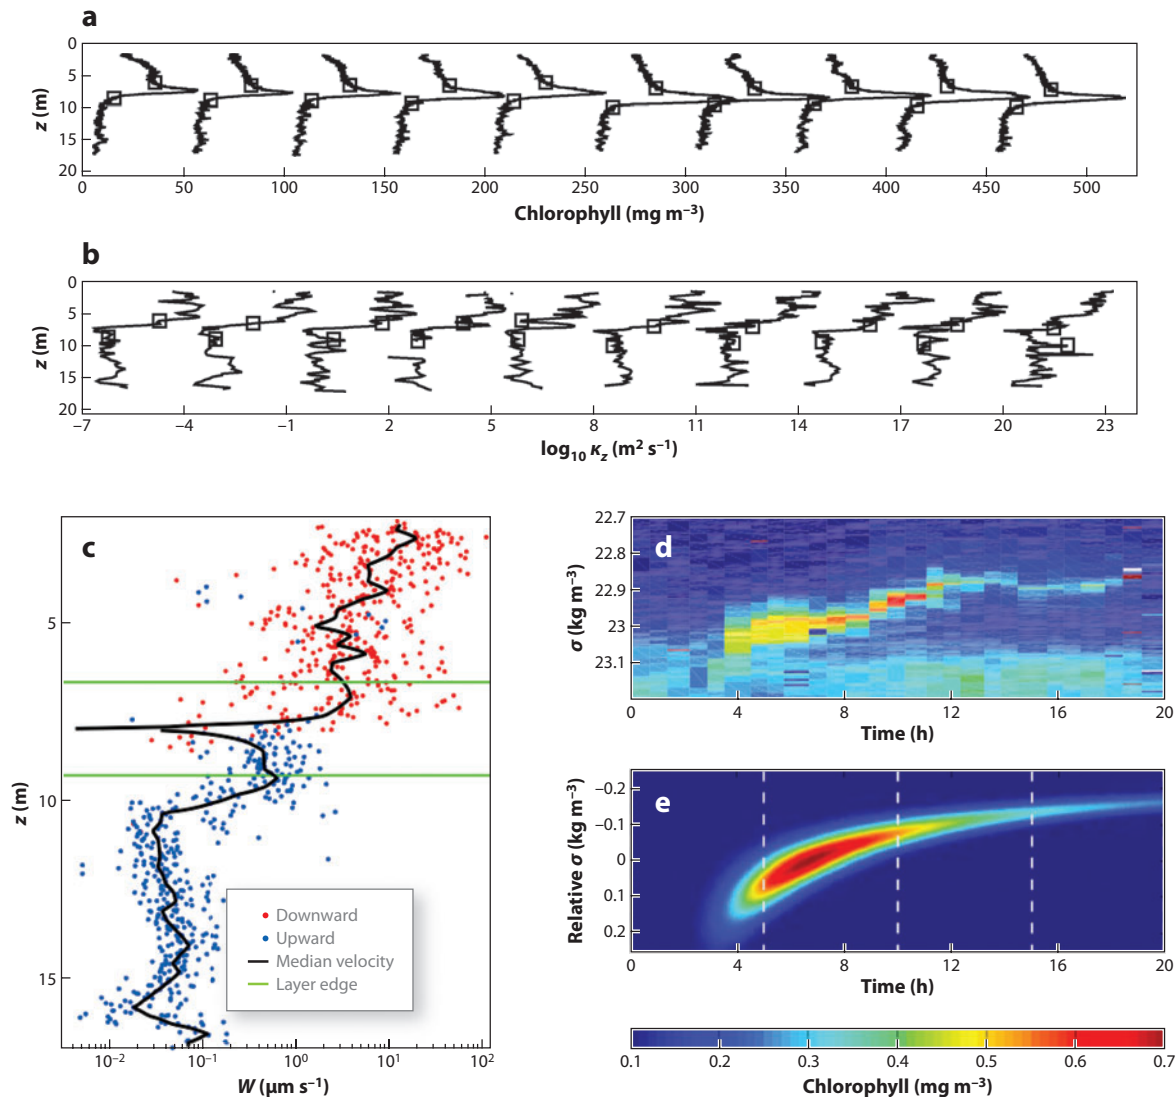 a
0
5
10
15
20
z (m)
0 50 100 150 200 250 300 350 400 450 500
Chlorophyll (mg m⁻³)
b
0
5
10
15
20
z (m)
−7 −4 −1 2 5 8 11 14 17 20 23
log₁₀ κz (m² s⁻¹)
c
5
10
15
z (m)
Downward
Upward
Median velocity
Layer edge
10⁻² 10⁻¹ 10⁰ 10¹ 10²
W (μm s⁻¹)
d
22.7
22.8
22.9
23
23.1
σ (kg m⁻³)
0 4 8 12 16 20
Time (h)
e
−0.2
−0.1
0
0.1
0.2
Relative σ (kg m⁻³)
0 4 8 12 16 20
Time (h)
0.1 0.2 0.3 0.4 0.5 0.6 0.7
Chlorophyll (mg m⁻³)